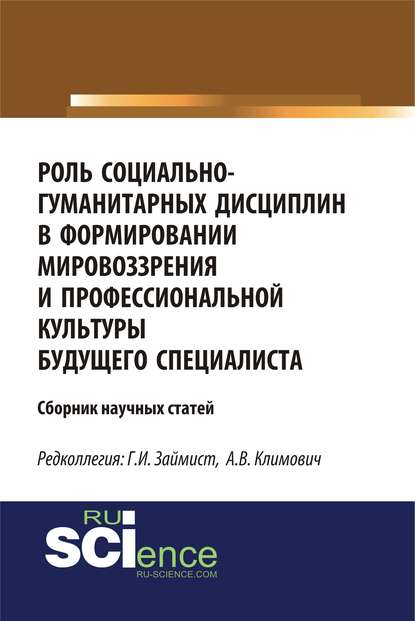 РОЛЬ СОЦИАЛЬНО-
ГУМАНИТАРНЫХ ДИСЦИПЛИН
В ФОРМИРОВАНИИ
МИРОВОЗЗРЕНИЯ
И ПРОФЕССИОНАЛЬНОЙ
КУЛЬТУРЫ
БУДУЩЕГО СПЕЦИАЛИСТА
Сборник научных статей
Редколлегия: Г.И. Займист, А.В. Климович
RU
SCIence
RU-SCIENCE.COM